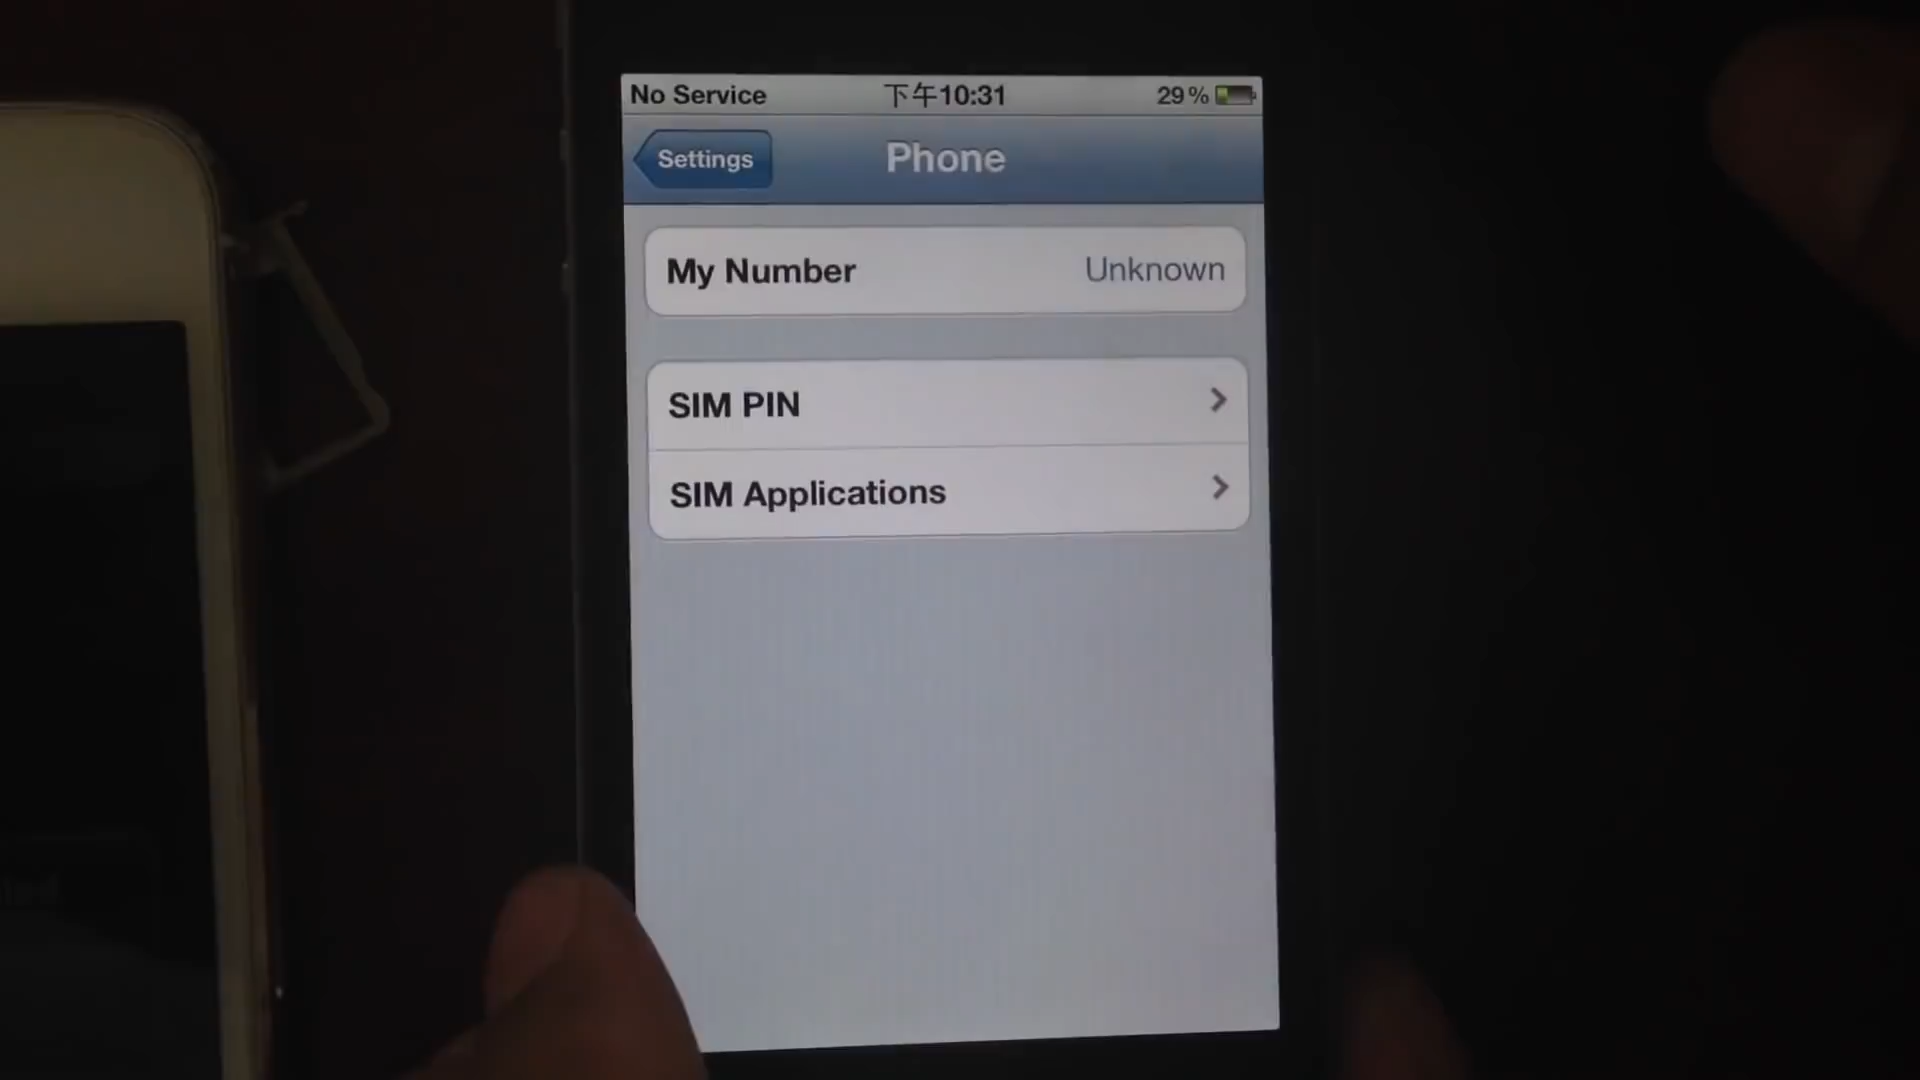 No Service 下午10:31 29%
Settings Phone
My Number Unknown
SIM PIN
SIM Applications